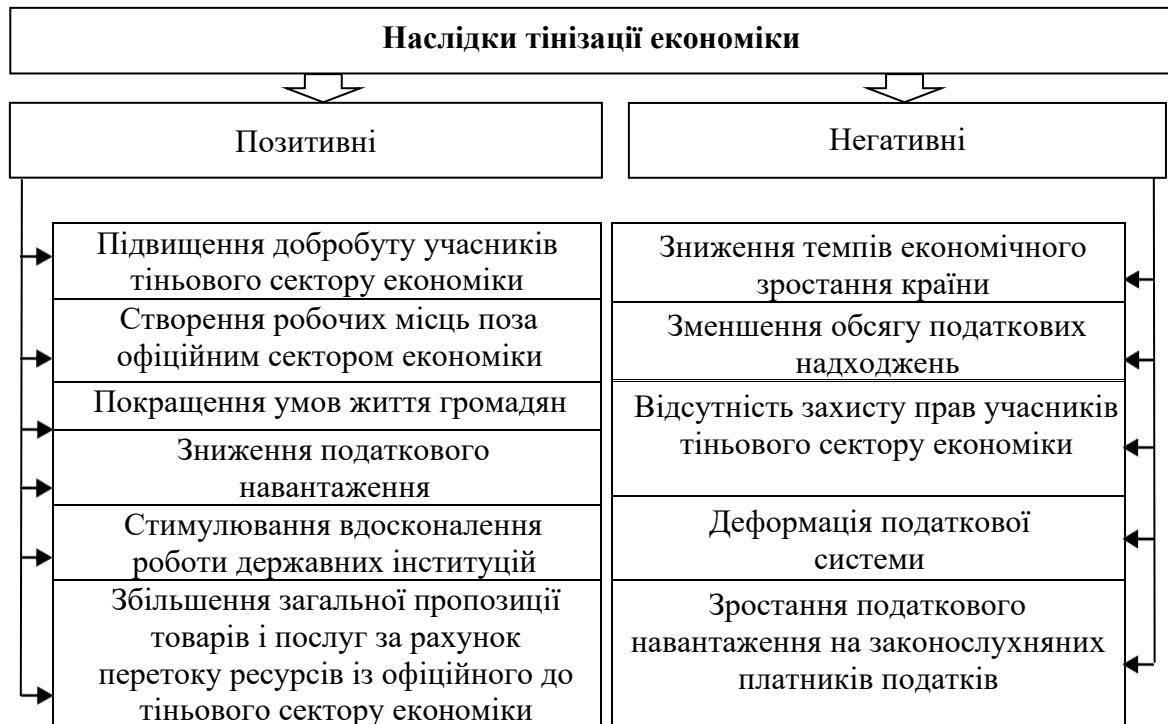 Наслідки тінізації економіки
Позитивні
Негативні
Підвищення добробуту учасників
тіньового сектору економіки
Створення робочих місць поза
офіційним сектором економіки
Покращення умов життя громадян
Зниження податкового
навантаження
Стимулювання вдосконалення
роботи державних інституцій
Збільшення загальної пропозиції
товарів і послуг за рахунок
перетоку ресурсів із офіційного до
тіньового сектору економіки
Зниження темпів економічного
зростання країни
Зменшення обсягу податкових
надходжень
Відсутність захисту прав учасників
тіньового сектору економіки
Деформація податкової
системи
Зростання податкового
навантаження на законослухняних
платників податків